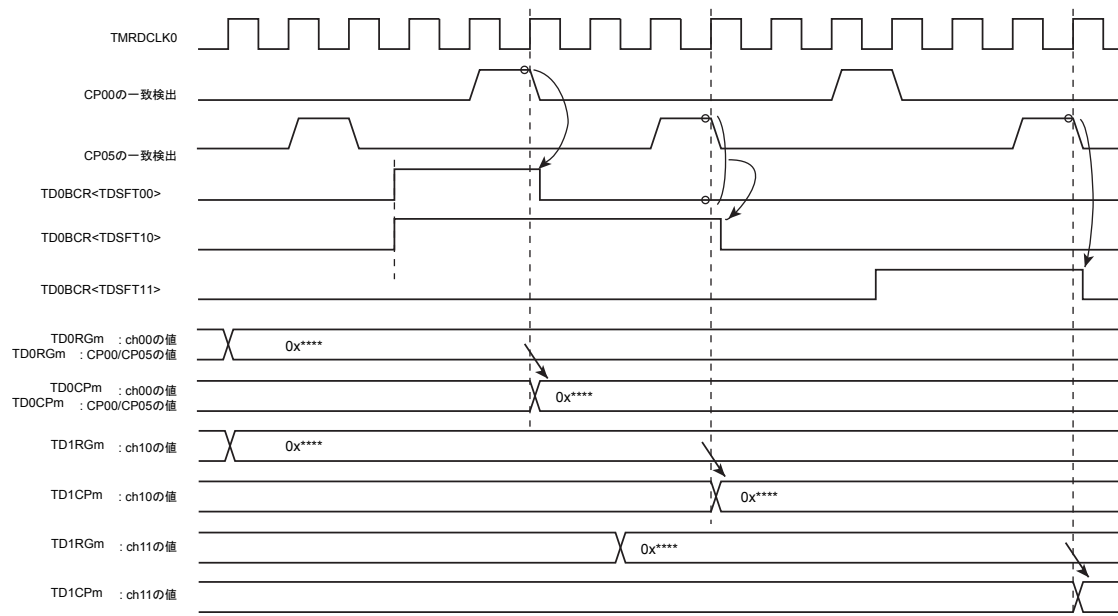 TMRDCLK0
CP00の一致検出
CP05の一致検出
TD0BCR<TDSFT00>
TD0BCR<TDSFT10>
TD0BCR<TDSFT11>
TD0RGm : ch00の値
TD0RGm : CP00/CP05の値
0x****
TD0CPm : ch00の値
TD0CPm : CP00/CP05の値
0x****
TD1RGm : ch10の値
0x****
TD1CPm : ch10の値
0x****
TD1RGm : ch11の値
0x****
TD1CPm : ch11の値